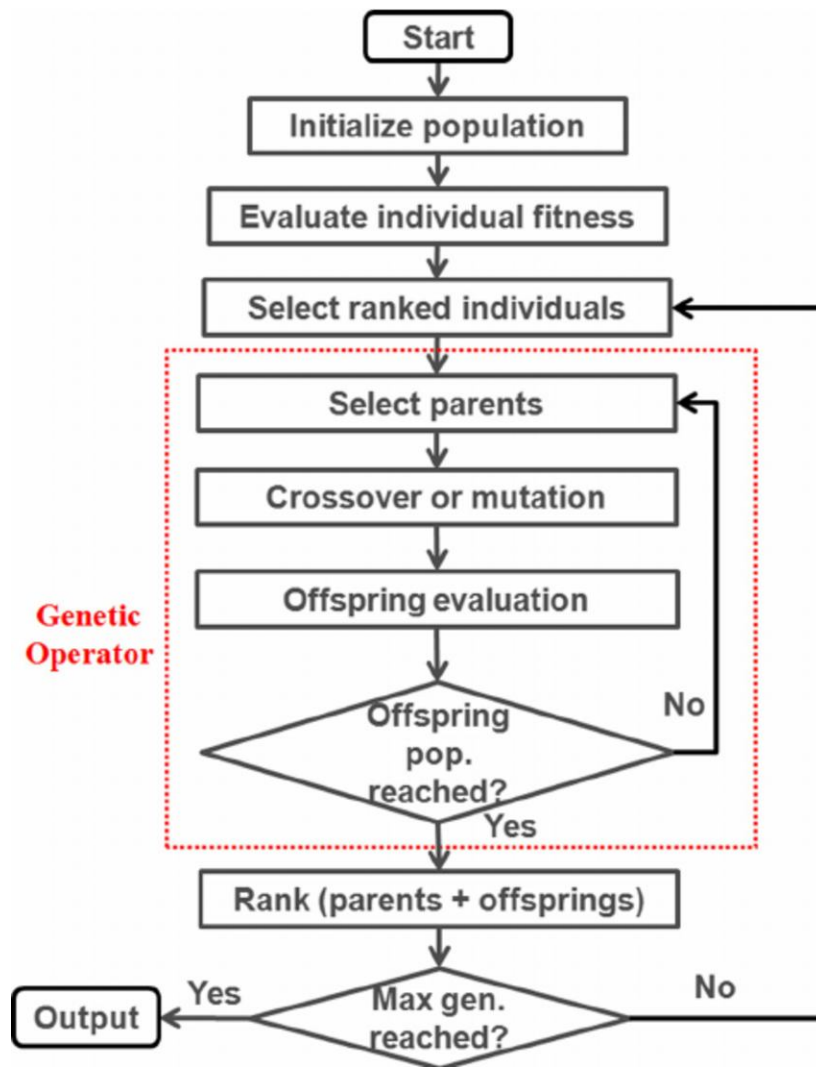 Start
Initialize population
Evaluate individual fitness
Select ranked individuals
Select parents
Crossover or mutation
Offspring evaluation
Genetic
Operator
Offspring
pop.
reached?
No
Yes
Rank (parents + offsprings)
Max gen.
reached?
Yes
No
Output